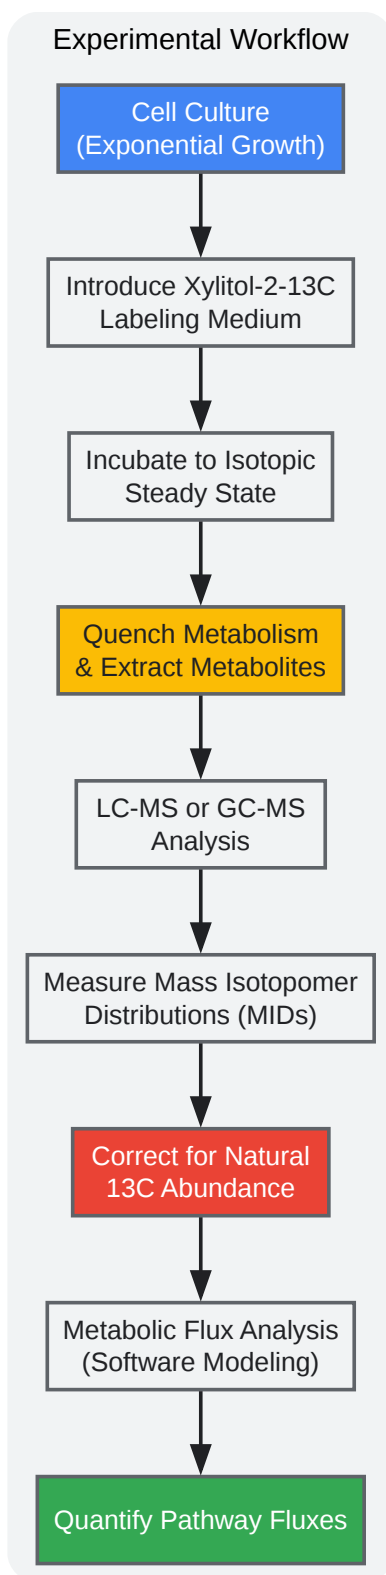 Experimental Workflow
Cell Culture
(Exponential Growth)
Introduce Xylitol-2-13C
Labeling Medium
Incubate to Isotopic
Steady State
Quench Metabolism
& Extract Metabolites
LC-MS or GC-MS
Analysis
Measure Mass Isotopomer
Distributions (MIDs)
Correct for Natural
13C Abundance
Metabolic Flux Analysis
(Software Modeling)
Quantify Pathway Fluxes